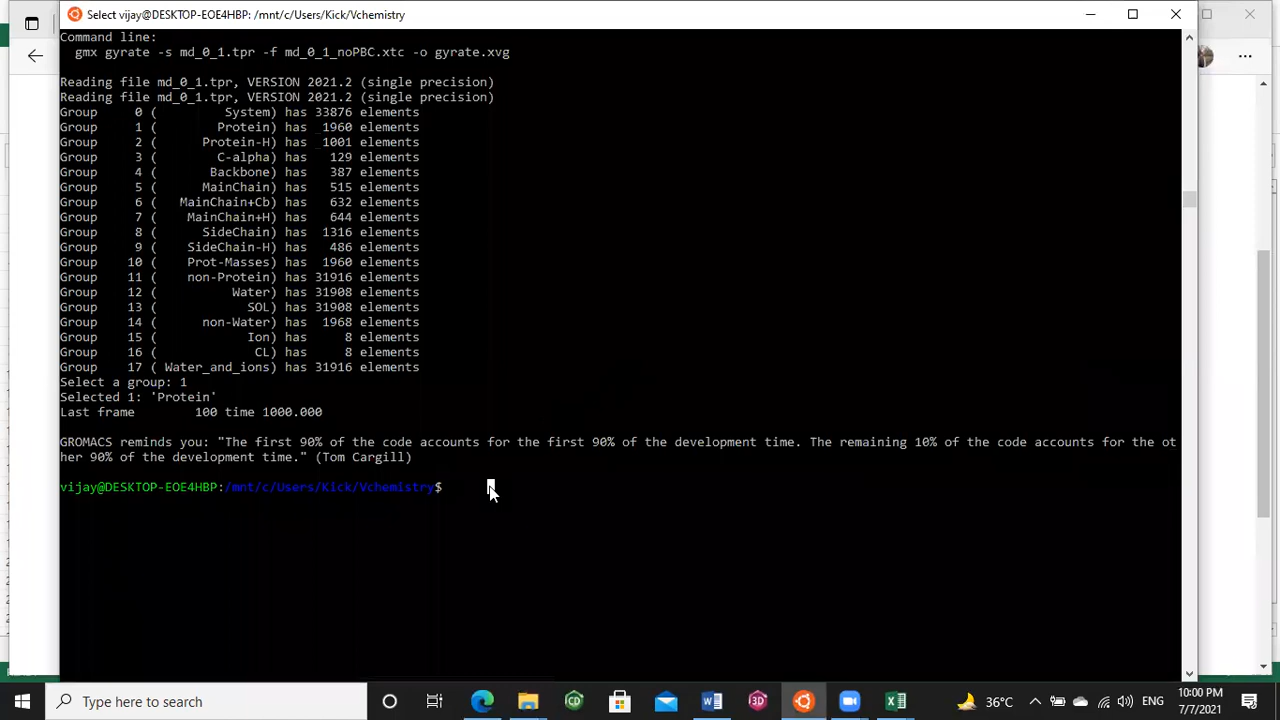 Select vijay@DESKTOP-EOE4HBP: /mnt/c/Users/Kick/Vchemistry
Command line:
gmx gyrate -s md_0_1.tpr -f md_0_1_noPBC.xtc -o gyrate.xvg
Reading file md_0_1.tpr, VERSION 2021.2 (single precision)
Reading file md_0_1.tpr, VERSION 2021.2 (single precision)
Group 0 ( System) has 33876 elements
Group 1 ( Protein) has 1960 elements
Group 2 ( Protein-H) has 1001 elements
Group 3 ( C-alpha) has 129 elements
Group 4 ( Backbone) has 387 elements
Group 5 ( MainChain) has 515 elements
Group 6 ( MainChain+Cb) has 632 elements
Group 7 ( MainChain+H) has 644 elements
Group 8 ( SideChain) has 1316 elements
Group 9 ( SideChain-H) has 486 elements
Group 10 ( Prot-Masses) has 1960 elements
Group 11 ( non-Protein) has 31916 elements
Group 12 ( Water) has 31908 elements
Group 13 ( SOL) has 31908 elements
Group 14 ( non-Water) has 1968 elements
Group 15 ( Ion) has 8 elements
Group 16 ( CL) has 8 elements
Group 17 ( Water_and_ions) has 31916 elements
Select a group: 1
Selected 1: 'Protein'
Last frame 100 time 1000.000
GROMACS reminds you: "The first 90% of the code accounts for the first 90% of the development time. The remaining 10% of the code accounts for the ot
her 90% of the development time." (Tom Cargill)
vijay@DESKTOP-EOE4HBP:/mnt/c/Users/Kick/Vchemistry$
Type here to search
36°C
ENG
10:00 PM
7/7/2021